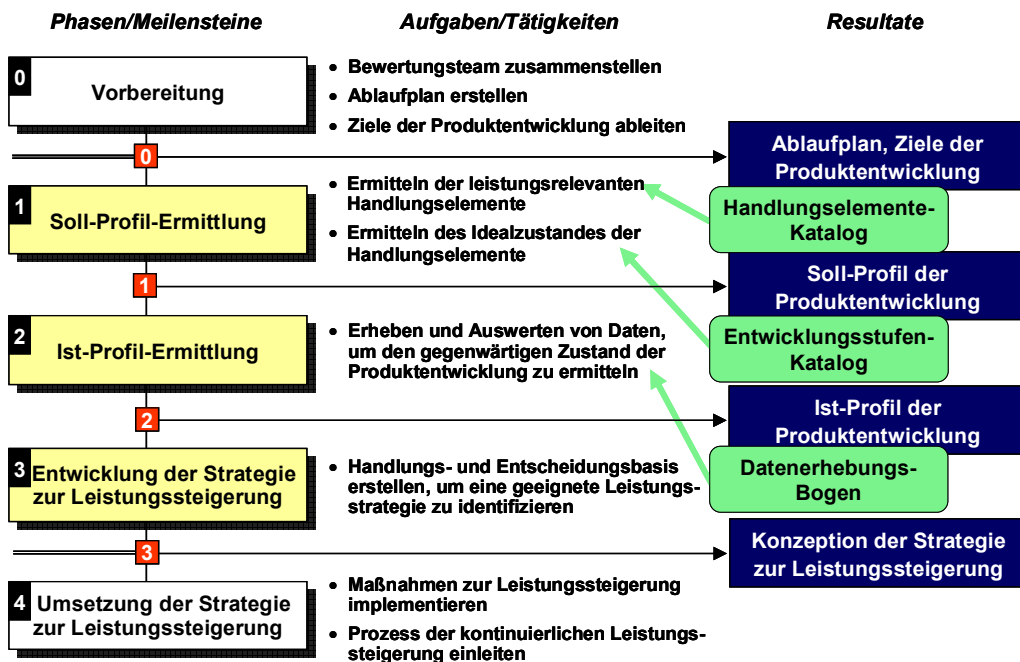 Phasen/Meilensteine
Aufgaben/Tätigkeiten
Resultate
0
Vorbereitung
• Bewertungsteam zusammenstellen
• Ablaufplan erstellen
• Ziele der Produktentwicklung ableiten
0
Ablaufplan, Ziele der
Produktentwicklung
1
Soll-Profil-Ermittlung
• Ermitteln der leistungsrelevanten
Handlungselemente
• Ermitteln des Idealzustandes der
Handlungselemente
Handlungselemente-
Katalog
1
Soll-Profil der
Produktentwicklung
2
Ist-Profil-Ermittlung
• Erheben und Auswerten von Daten,
um den gegenwärtigen Zustand der
Produktentwicklung zu ermitteln
Entwicklungsstufen-
Katalog
2
Ist-Profil der
Produktentwicklung
3
Entwicklung der Strategie
zur Leistungssteigerung
• Handlungs- und Entscheidungsbasis
erstellen, um eine geeignete Leistungs-
strategie zu identifizieren
Datenerhebungs-
Bogen
3
Konzeption der Strategie
zur Leistungssteigerung
4
Umsetzung der Strategie
zur Leistungssteigerung
• Maßnahmen zur Leistungssteigerung
implementieren
• Prozess der kontinuierlichen Leistungs-
steigerung einleiten